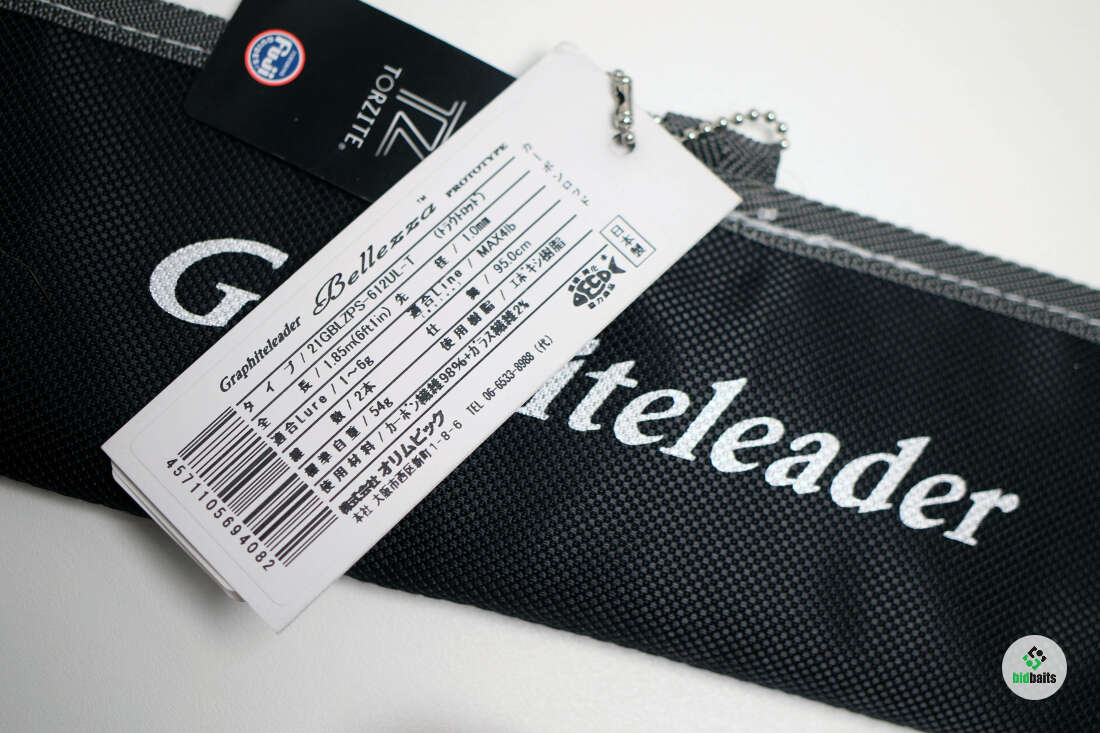 Fuji
TORZITE®
TZ
Graphiteleader
Graphiteleader Bellezza™ PROTOTYPE
カーボンロッド
タイプ/21GBLZPS-612UL-T (トラウトロッド)
全長/1.85m(6ft1in) 先径/1.0mm
適合Lure/1~6g 適合Line/MAX4lb
継数/2本 仕舞/95.0cm
標準自重/54g 使用樹脂/エポキシ樹脂
使用材料/カーボン繊維98%+ガラス繊維2%
株式会社オリムピック
本社 大阪市西区新町1-8-6 TEL 06-6533-8988 (代)
日本製
4571105694082
bidbaits